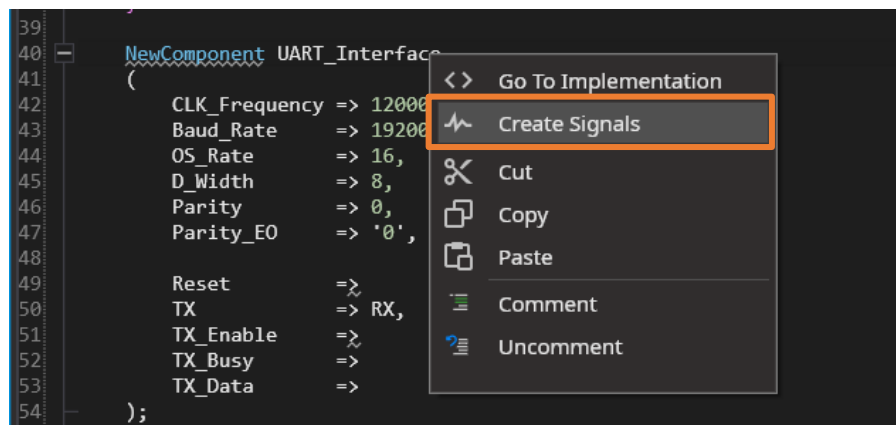 39
40 NewComponent UART_Interface
41 (
42 CLK_Frequency => 12000
43 Baud_Rate => 19200
44 OS_Rate => 16,
45 D_Width => 8,
46 Parity => 0,
47 Parity_EO => '0',
48
49 Reset =>
50 TX => RX,
51 TX_Enable =>
52 TX_Busy =>
53 TX_Data =>
54 );
Go To Implementation
Create Signals
Cut
Copy
Paste
Comment
Uncomment